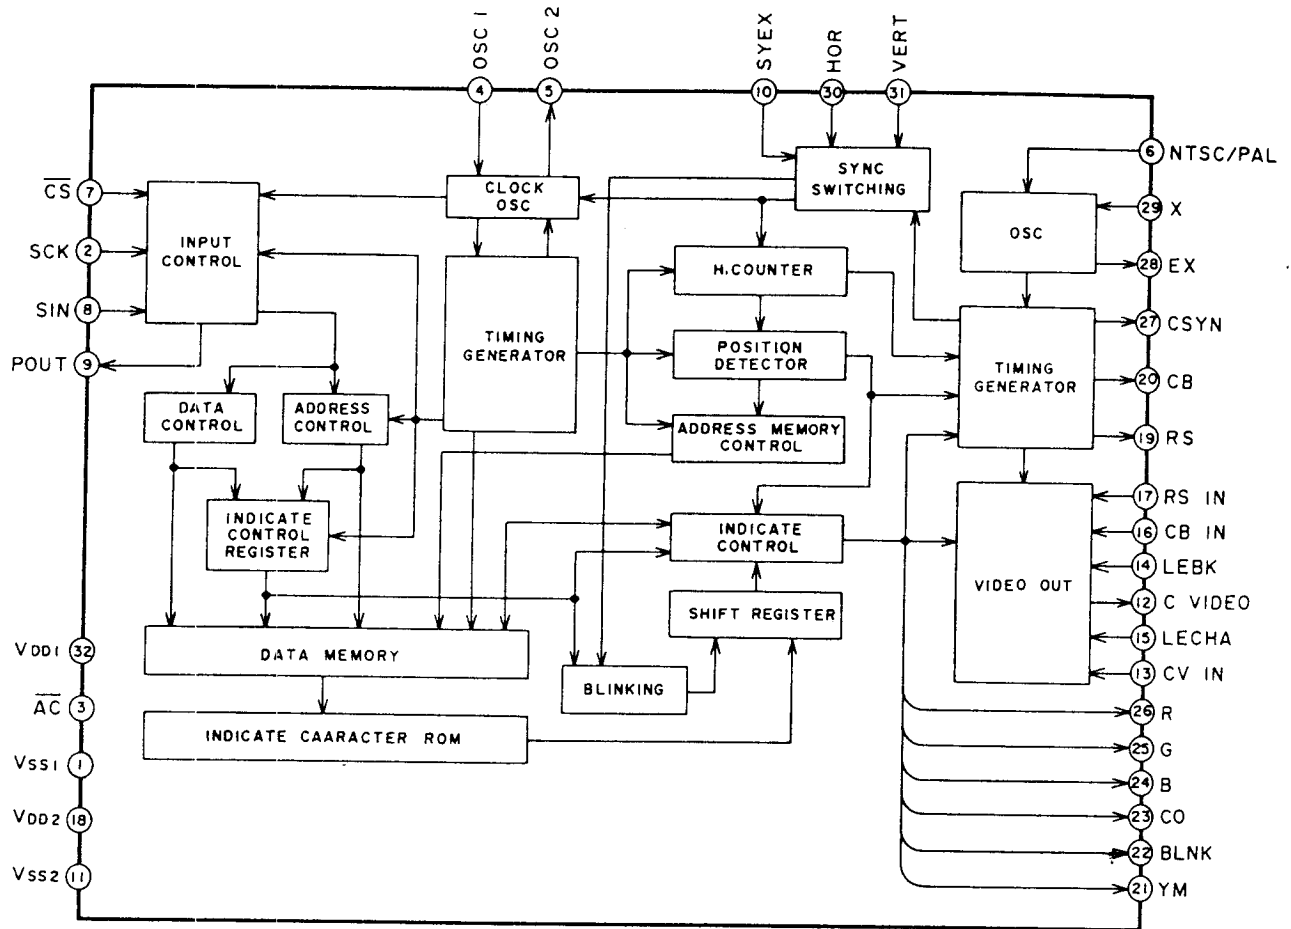 OSC 1
OSC 2
SYEX
HOR
VERT
4
5
10
30
31
6 NTSC/PAL
CS 7
SCK 2
SIN 8
POUT 9
INPUT
CONTROL
CLOCK
OSC
SYNC
SWITCHING
OSC
29 X
28 EX
TIMING
GENERATOR
H.COUNTER
POSITION
DETECTOR
ADDRESS MEMORY
CONTROL
TIMING
GENERATOR
27 CSYN
20 CB
19 RS
DATA
CONTROL
ADDRESS
CONTROL
INDICATE
CONTROL
REGISTER
INDICATE
CONTROL
SHIFT REGISTER
VIDEO OUT
17 RS IN
16 CB IN
14 LEBK
12 C VIDEO
15 LECHA
13 CV IN
DATA MEMORY
BLINKING
INDICATE CAARACTER ROM
VDD1 32
AC 3
VSS1 1
VDD2 18
VSS2 11
26 R
25 G
24 B
23 CO
22 BLNK
21 YM